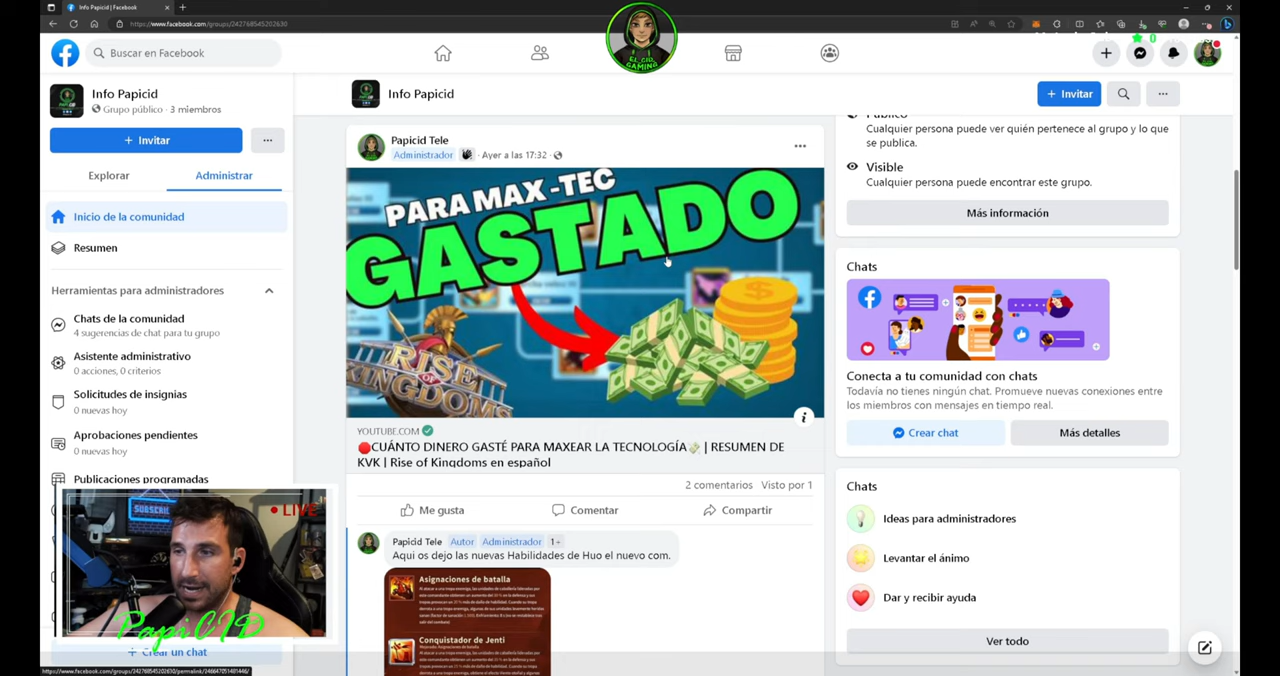 Info Papicid
https://www.facebook.com/groups/242768545202630
EL CID
GAMING
0
Buscar en Facebook
Info Papicid
Grupo público · 3 miembros
+ Invitar
Explorar
Administrar
Inicio de la comunidad
Resumen
Herramientas para administradores
Chats de la comunidad
4 sugerencias de chat para tu grupo
Asistente administrativo
0 acciones, 0 criterios
Solicitudes de insignias
0 nuevas hoy
Aprobaciones pendientes
0 nuevas hoy
Publicaciones programadas
SUBSCRIBE
LIVE
PapiCID
+ Crear un chat
Info Papicid
+ Invitar
Papicid Tele
Administrador
· Ayer a las 17:32 ·
PARA MAX-TEC
GASTADO
RISE OF
KINGDOMS
YOUTUBE.COM
CUÁNTO DINERO GASTÉ PARA MAXEAR LA TECNOLOGÍA | RESUMEN DE
KVK | Rise of Kingdoms en español
2 comentarios Visto por 1
Me gusta
Comentar
Compartir
Papicid Tele Autor Administrador 1+
Aqui os dejo las nuevas Habilidades de Huo el nuevo com.
Asignaciones de batalla
Conquistador de Jenti
Público
Cualquier persona puede ver quién pertenece al grupo y lo que
se publica.
Visible
Cualquier persona puede encontrar este grupo.
Más información
Chats
Conecta a tu comunidad con chats
Todavía no tienes ningún chat. Promueve nuevas conexiones entre
los miembros con mensajes en tiempo real.
Crear chat
Más detalles
Chats
Ideas para administradores
Levantar el ánimo
Dar y recibir ayuda
Ver todo